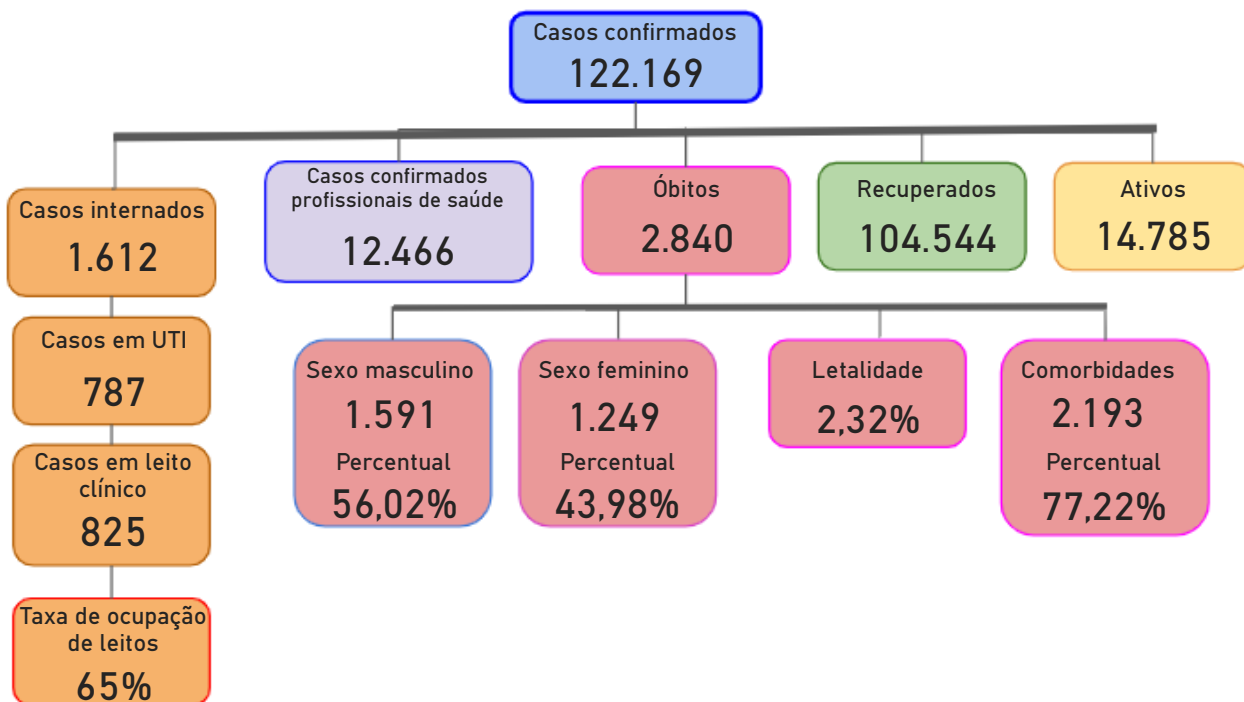 Casos confirmados
122.169
Casos internados
1.612
Casos em UTI
787
Casos em leito
clínico
825
Taxa de ocupação
de leitos
65%
Casos confirmados
profissionais de saúde
12.466
Óbitos
2.840
Recuperados
104.544
Ativos
14.785
Sexo masculino
1.591
Percentual
56,02%
Sexo feminino
1.249
Percentual
43,98%
Letalidade
2,32%
Comorbidades
2.193
Percentual
77,22%